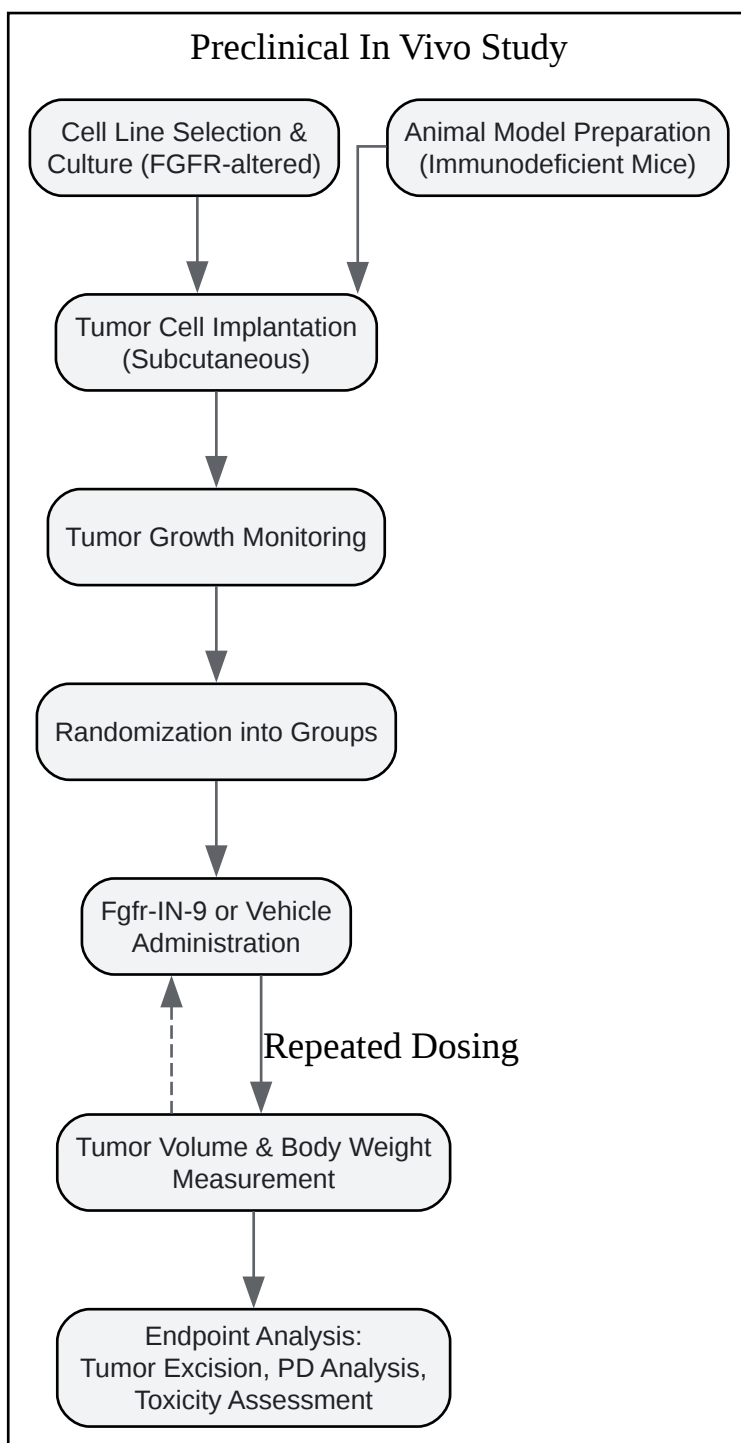 Preclinical In Vivo Study
Cell Line Selection &
Culture (FGFR-altered)
Animal Model Preparation
(Immunodeficient Mice)
Tumor Cell Implantation
(Subcutaneous)
Tumor Growth Monitoring
Randomization into Groups
Fgfr-IN-9 or Vehicle
Administration
Repeated Dosing
Tumor Volume & Body Weight
Measurement
Endpoint Analysis:
Tumor Excision, PD Analysis,
Toxicity Assessment